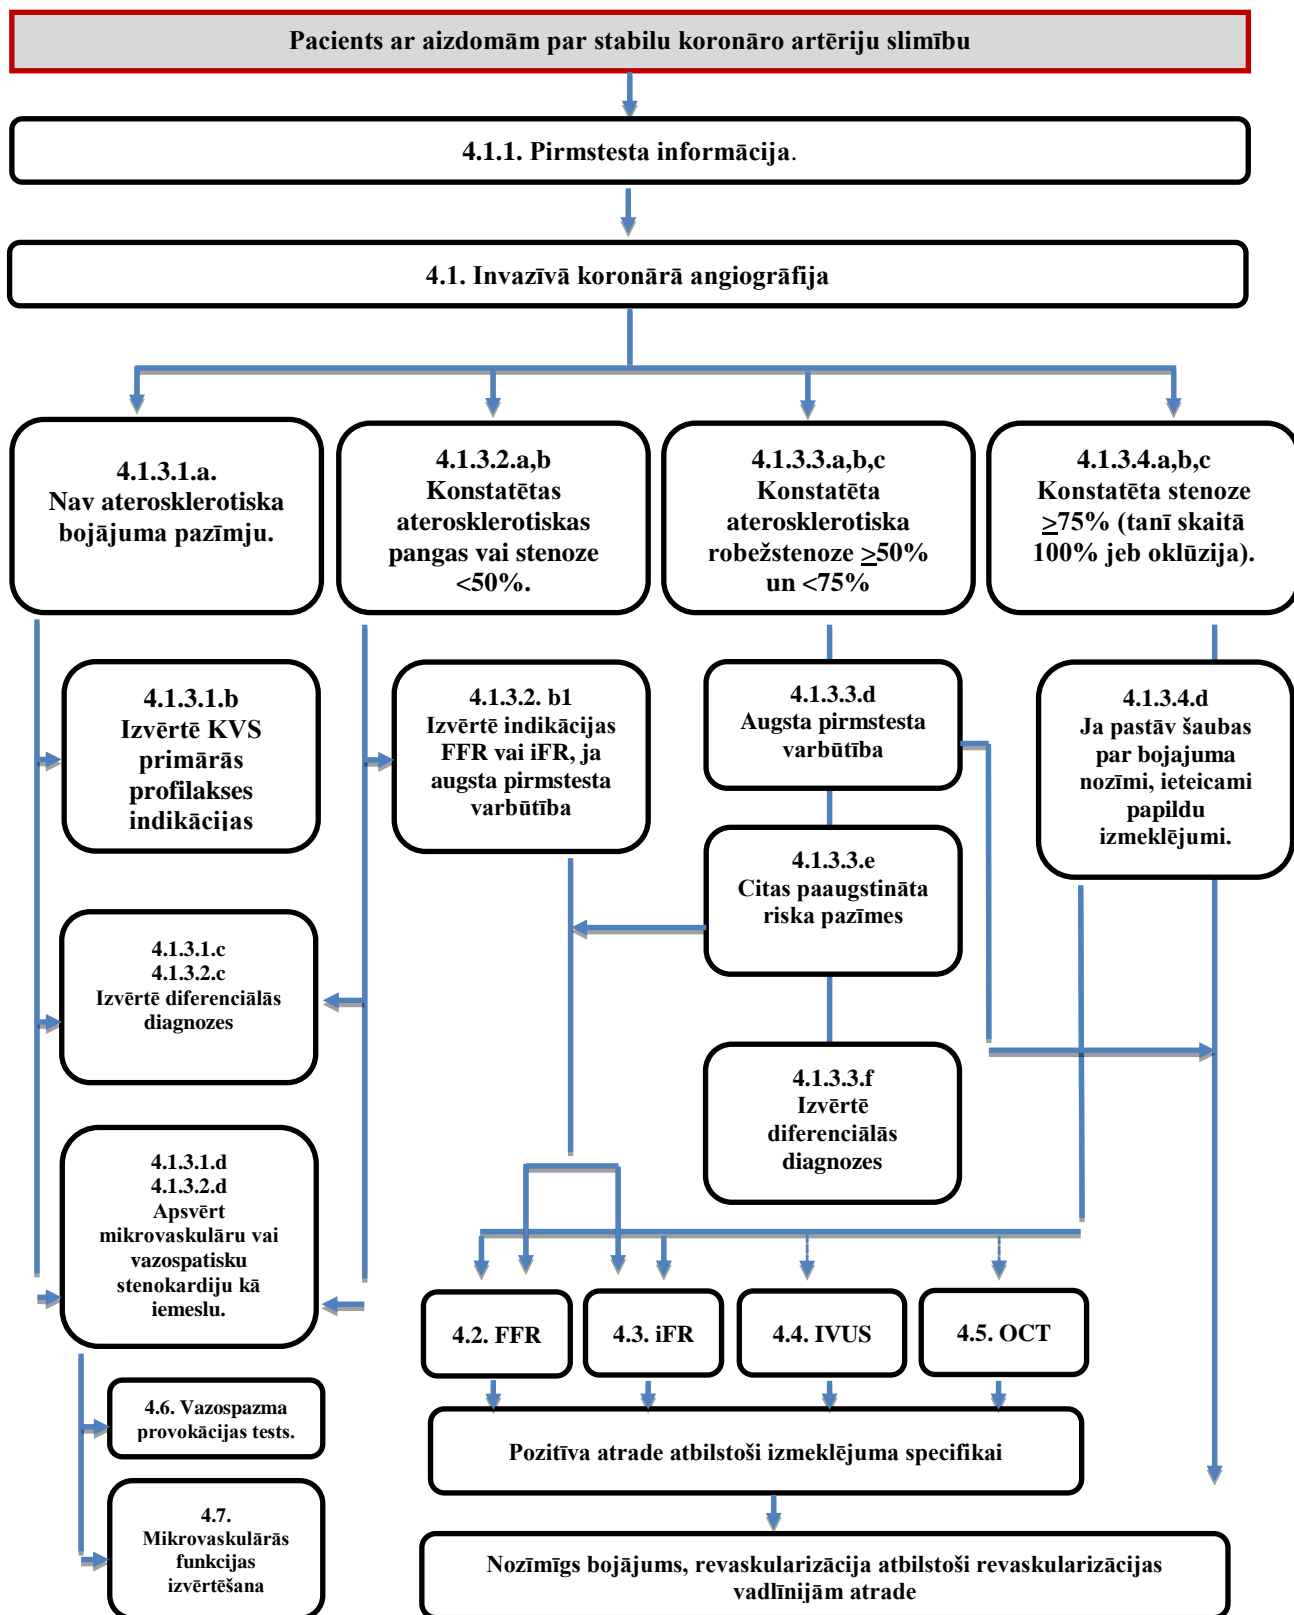 Pacients ar aizdomām par stabilu koronāro artēriju slimību
4.1.1. Pirmstesta informācija.
4.1. Invazīvā koronārā angiogrāfija
4.1.3.1.a.
Nav aterosklerotiska
bojājuma pazīmju.
4.1.3.2.a,b
Konstatētas
aterosklerotiskas
pangas vai stenoze
<50%.
4.1.3.3.a,b,c
Konstatēta
aterosklerotiska
robežstenoze ≥50%
un <75%
4.1.3.4.a,b,c
Konstatēta stenoze
≥75% (tanī skaitā
100% jeb oklūzija).
4.1.3.1.b
Izvērtē KVS
primārās
profilakses
indikācijas
4.1.3.2. b1
Izvērtē indikācijas
FFR vai iFR, ja
augsta pirmstesta
varbūtība
4.1.3.3.d
Augsta pirmstesta
varbūtība
4.1.3.4.d
Ja pastāv šaubas
par bojajuma
nozīmi, ieteicami
papildu
izmeklējumi.
4.1.3.3.e
Citas paaugstināta
riska pazīmes
4.1.3.1.c
4.1.3.2.c
Izvērtē diferenciālās
diagnozes
4.1.3.3.f
Izvērtē
diferenciālās
diagnozes
4.1.3.1.d
4.1.3.2.d
Apsvērt
mikrovaskulāru vai
vazospatisku
stenokardiju kā
iemeslu.
4.2. FFR
4.3. iFR
4.4. IVUS
4.5. OCT
4.6. Vazospazma
provokācijas tests.
Pozitīva atrade atbilstoši izmeklējuma specifikai
4.7.
Mikrovaskulārās
funkcijas
izvērtēšana
Nozīmīgs bojājums, revaskularizācija atbilstoši revaskularizācijas
vadlīnijām atrade